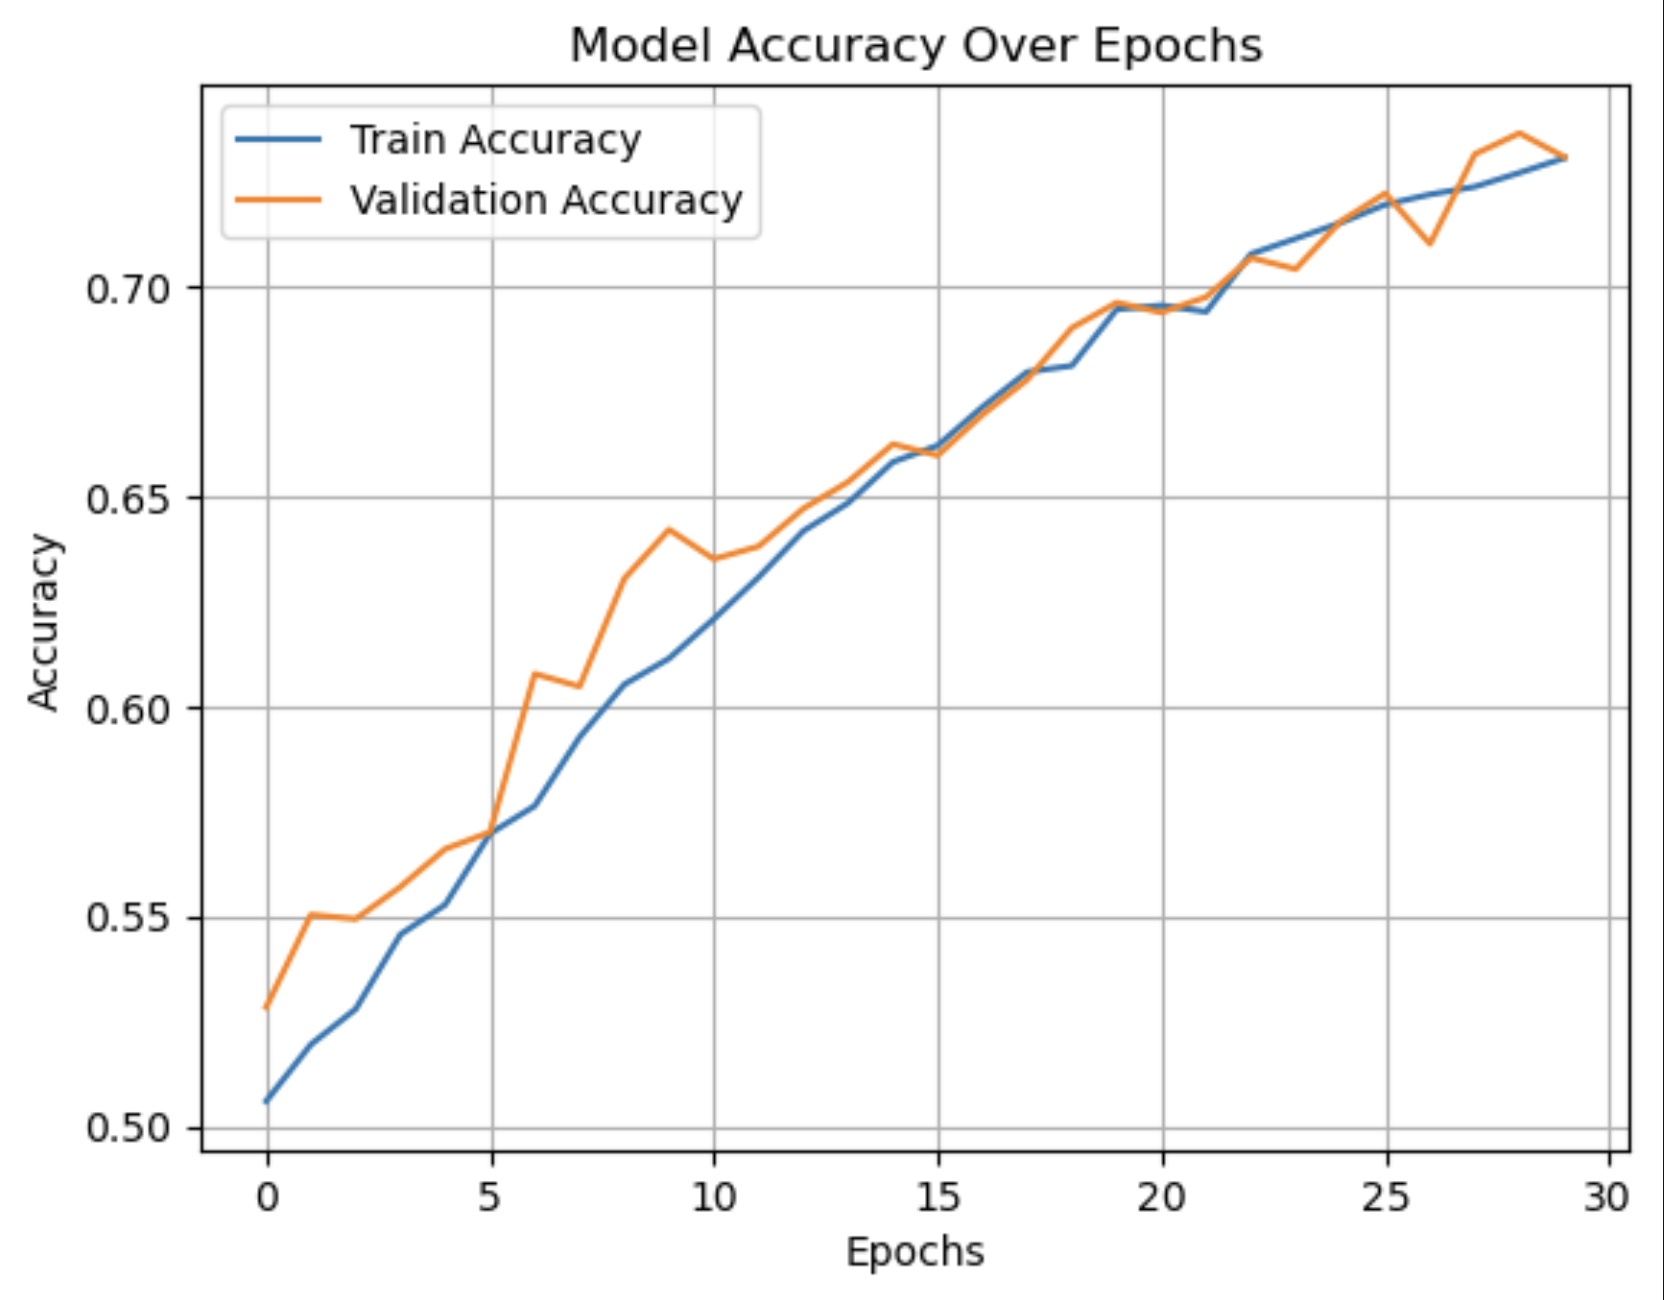 Model Accuracy Over Epochs
Train Accuracy
Validation Accuracy
0.70
0.65
0.60
0.55
0.50
Accuracy
0 5 10 15 20 25 30
Epochs